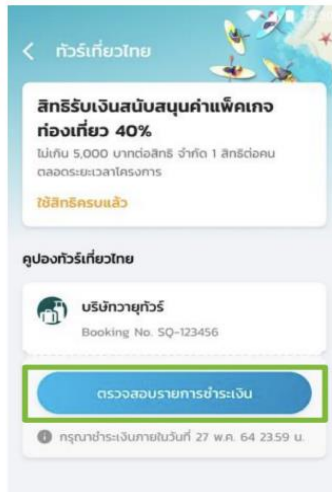 ทัวร์เที่ยวไทย
สิทธิรับเงินสนับสนุนค่าแพ็คเกจ
ท่องเที่ยว 40%
ไม่เกิน 5,000 บาทต่อสิทธิ จำกัด 1 สิทธิต่อคน
ตลอดระยะเวลาโครงการ
ใช้สิทธิครบแล้ว
คูปองทัวร์เที่ยวไทย
บริษัทวายุทัวร์
Booking No. SQ-123456
ตรวจสอบรายการชำระเงิน
กรุณาชำระเงินภายในวันที่ 27 พ.ค. 64 23.59 น.